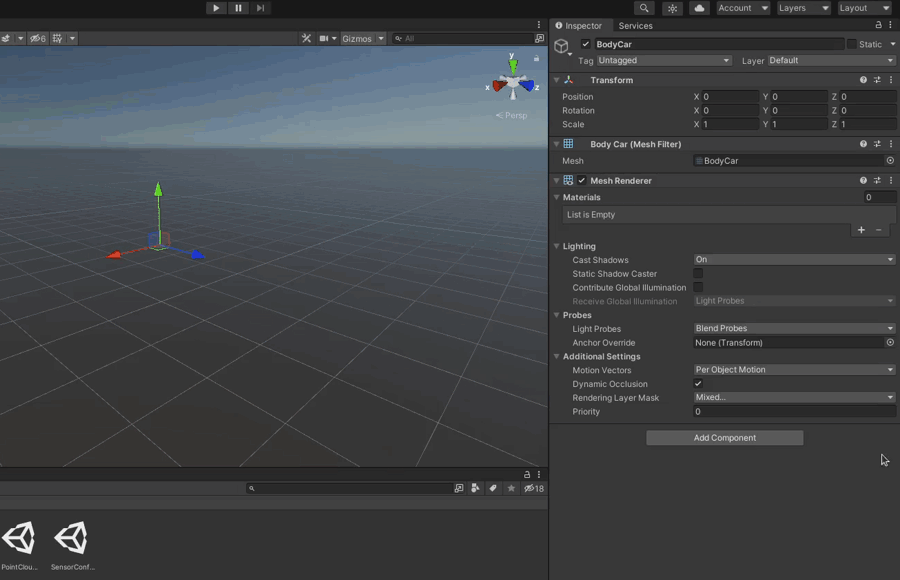 Account
Layers
Layout
Inspector
Services
6
Gizmos
All
BodyCar
Static
Tag Untagged
Layer Default
Transform
Position X 0 Y 0 Z 0
Rotation X 0 Y 0 Z 0
Scale X 1 Y 1 Z 1
Body Car (Mesh Filter)
Mesh BodyCar
Mesh Renderer
Materials 0
List is Empty
+ −
Lighting
Cast Shadows On
Static Shadow Caster
Contribute Global Illumination
Receive Global Illumination Light Probes
Probes
Light Probes Blend Probes
Anchor Override None (Transform)
Additional Settings
Motion Vectors Per Object Motion
Dynamic Occlusion
Rendering Layer Mask Mixed...
Priority 0
Add Component
y
x
z
Persp
18
PointClou...
SensorConf...